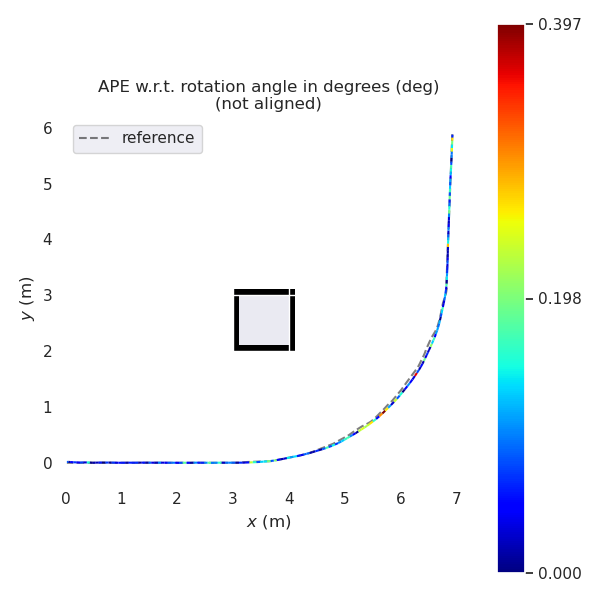 APE w.r.t. rotation angle in degrees (deg)
(not aligned)
reference
6
5
4
3
2
1
0
y (m)
0 1 2 3 4 5 6 7
x (m)
0.397
0.198
0.000